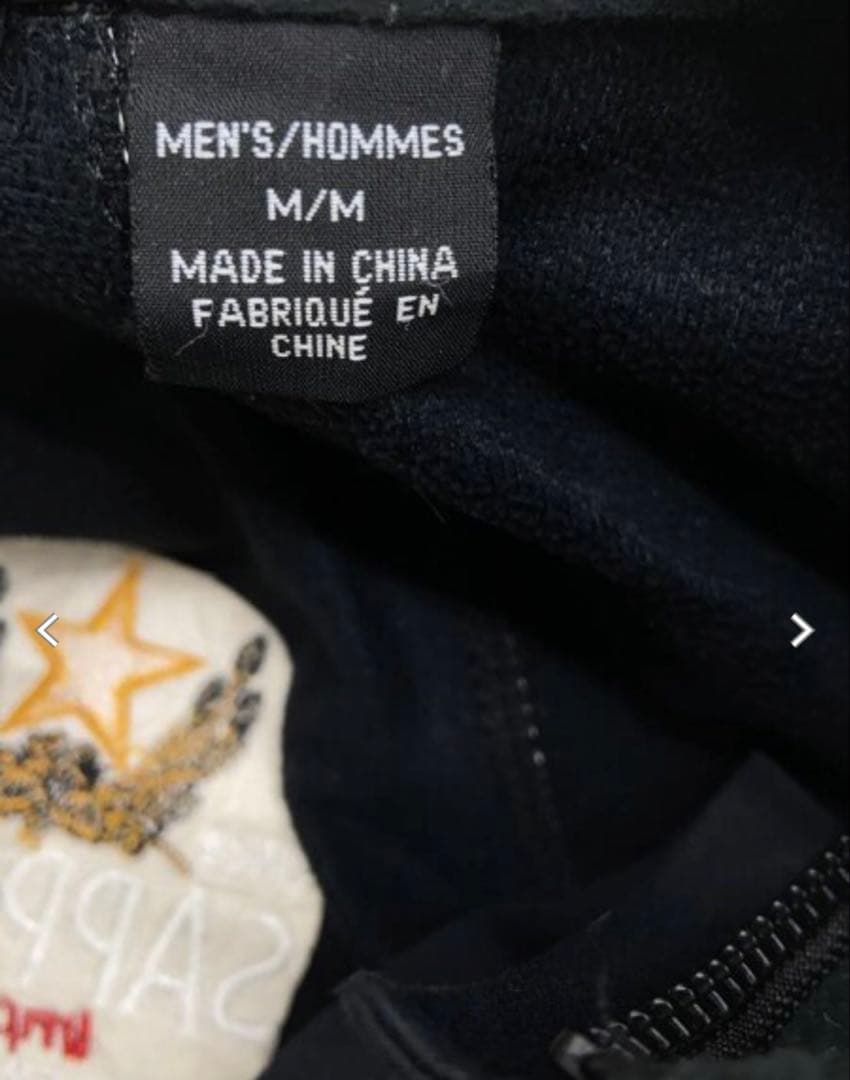 MEN'S/HOMMES
M/M
MADE IN CHINA
FABRIQUÉ EN
CHINE